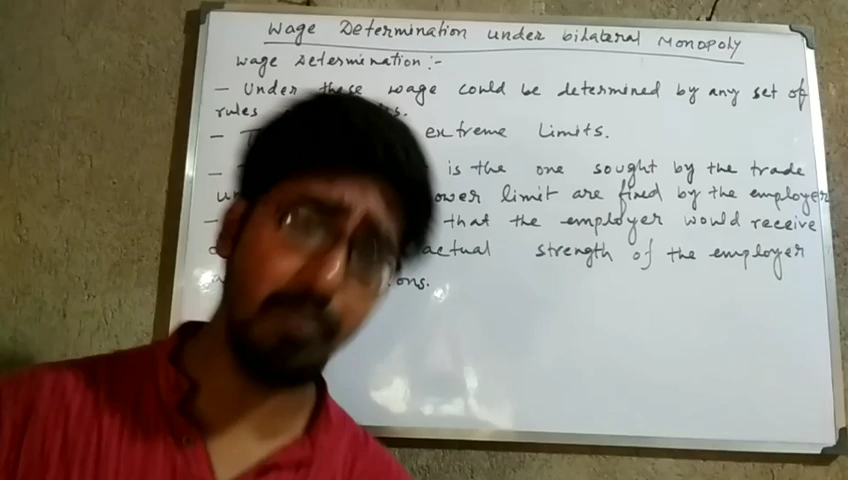 Wage Determination under bilateral Monopoly
Wage Determination :-
- Under these wage could be determined by any set of
rules
- extreme Limits.
- is the one sought by the trade
lower limit are fixed by the employer
- that the employer would receive
actual strength of the employer